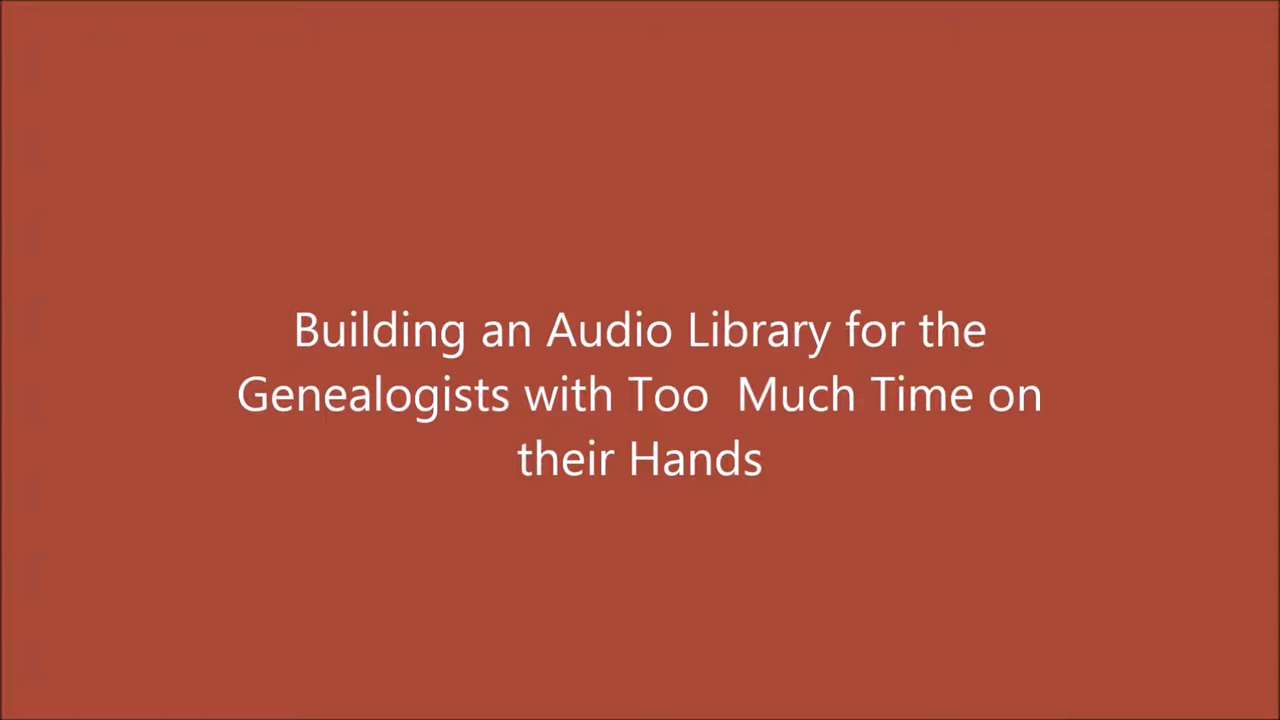 Building an Audio Library for the
Genealogists with Too  Much Time on
their Hands